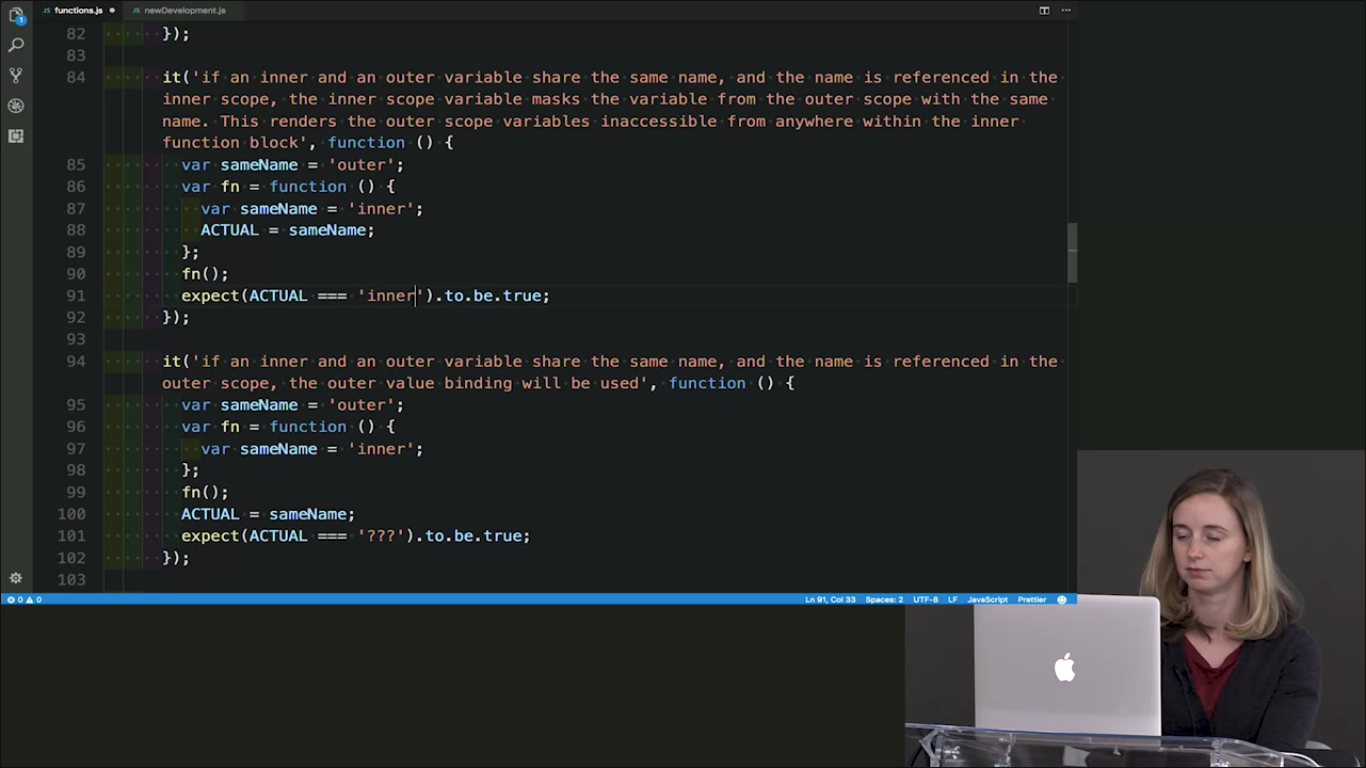 functions.js
newDevelopment.js
1
82 });
83
84 it('if an inner and an outer variable share the same name, and the name is referenced in the
inner scope, the inner scope variable masks the variable from the outer scope with the same
name. This renders the outer scope variables inaccessible from anywhere within the inner
function block', function () {
85 var sameName = 'outer';
86 var fn = function () {
87 var sameName = 'inner';
88 ACTUAL = sameName;
89 };
90 fn();
91 expect(ACTUAL === 'inner').to.be.true;
92 });
93
94 it('if an inner and an outer variable share the same name, and the name is referenced in the
outer scope, the outer value binding will be used', function () {
95 var sameName = 'outer';
96 var fn = function () {
97 var sameName = 'inner';
98 };
99 fn();
100 ACTUAL = sameName;
101 expect(ACTUAL === '???').to.be.true;
102 });
103
0 0 Ln 91, Col 33 Spaces: 2 UTF-8 LF JavaScript Prettier